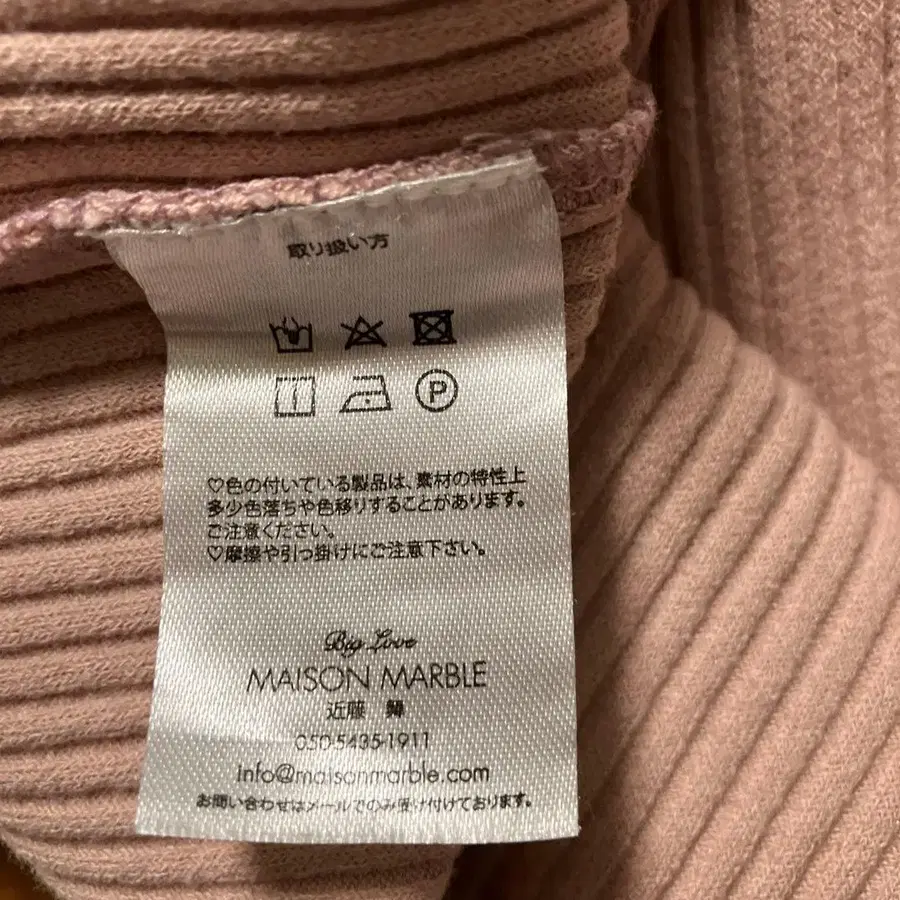 取り扱い方
P
♡色の付いている製品は、素材の特性上
多少色落ちや色移りすることがあります。
ご注意ください。
♡摩擦や引っ掛けにご注意下さい。
Big Love
MAISON MARBLE
近藤 舞
050-5435-1911
info@maisonmarble.com
お問い合わせはメールでのみ受け付けております。